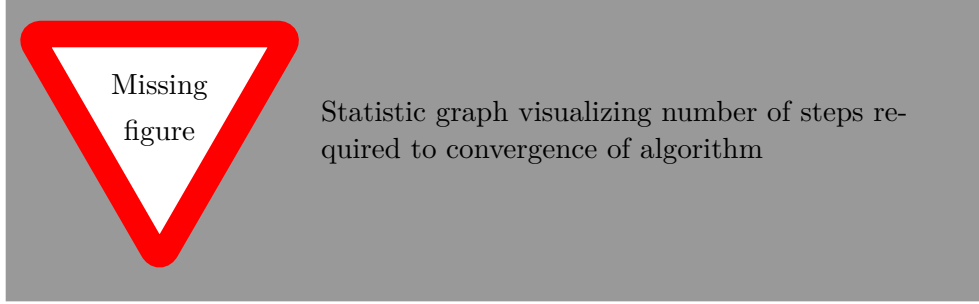 Missing
figure
Statistic graph visualizing number of steps re-
quired to convergence of algorithm